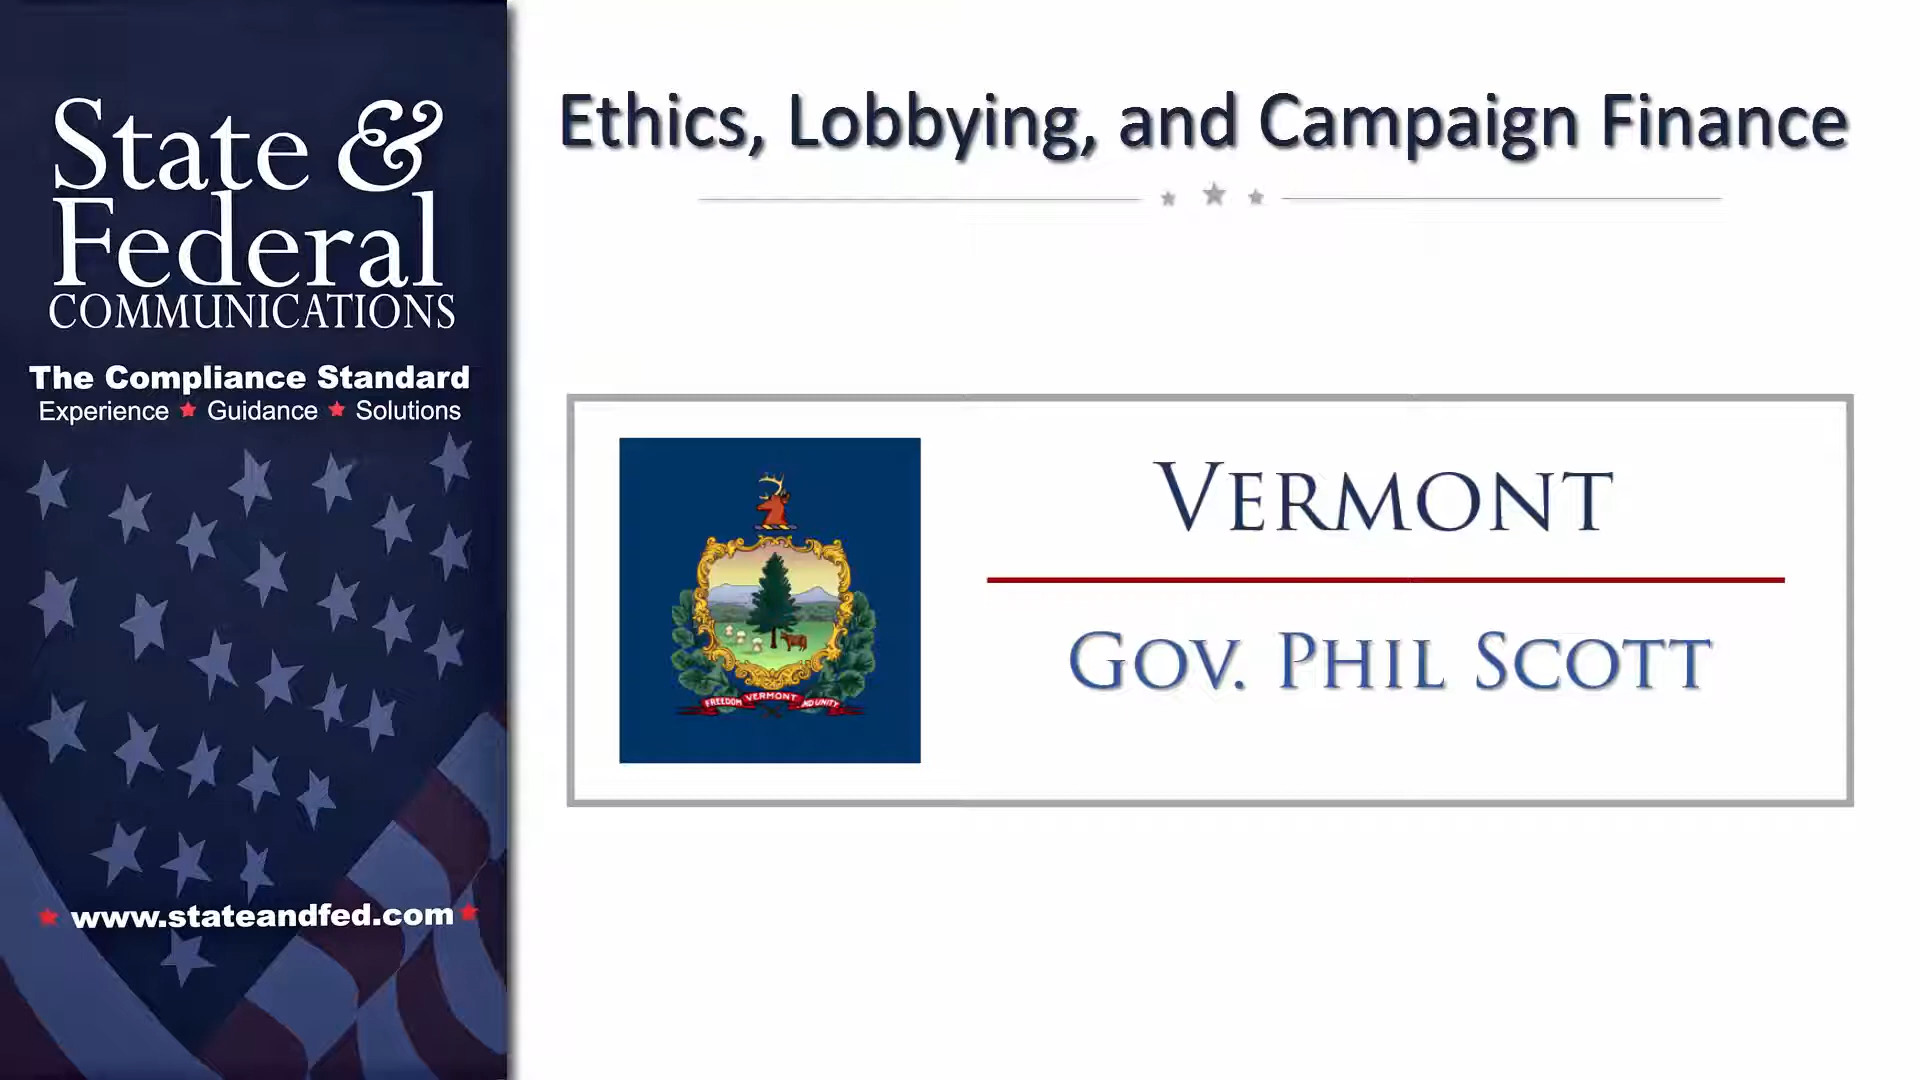 State &
Federal
COMMUNICATIONS
The Compliance Standard
Experience ★ Guidance ★ Solutions
★ www.stateandfed.com ★
Ethics, Lobbying, and Campaign Finance
VERMONT
GOV. PHIL SCOTT
FREEDOM VERMONT AND UNITY